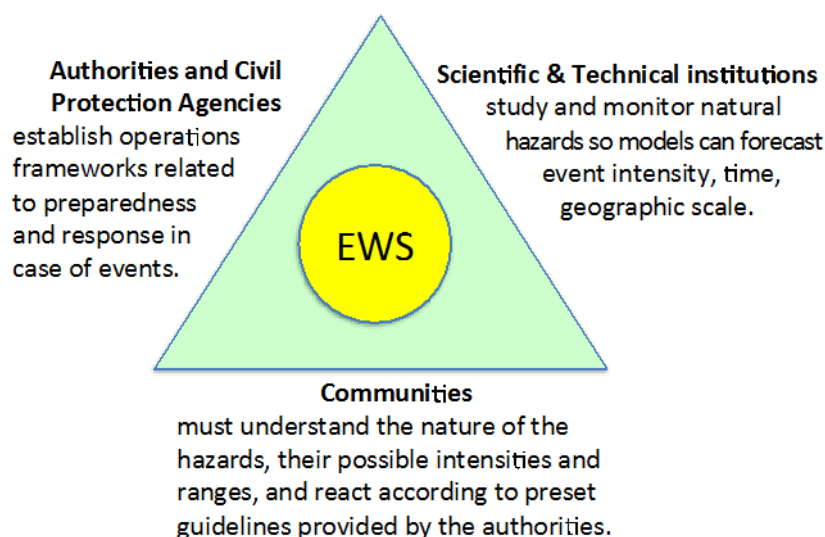 Authorities and Civil
Protection Agencies
establish operations
frameworks related
to preparedness
and response in
case of events.
Scientific & Technical institutions
study and monitor natural
hazards so models can forecast
event intensity, time,
geographic scale.
EWS
Communities
must understand the nature of the
hazards, their possible intensities and
ranges, and react according to preset
guidelines provided by the authorities.